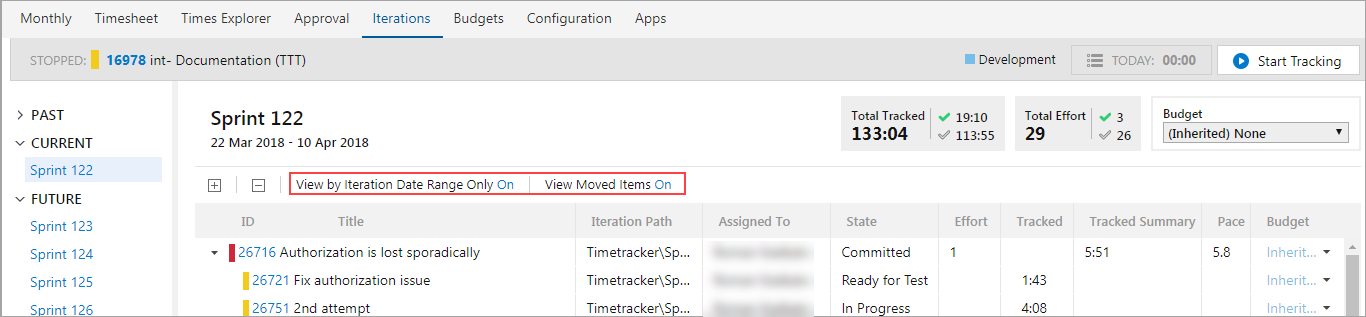 Monthly Timesheet Times Explorer Approval Iterations Budgets Configuration Apps
STOPPED: 16978 int- Documentation (TTT) Development TODAY: 00:00 Start Tracking
PAST
CURRENT
Sprint 122
FUTURE
Sprint 123
Sprint 124
Sprint 125
Sprint 126
Sprint 122
22 Mar 2018 - 10 Apr 2018
Total Tracked
133:04
19:10
113:55
Total Effort
29
3
26
Budget
(Inherited) None
View by Iteration Date Range Only On View Moved Items On
ID Title Iteration Path Assigned To State Effort Tracked Tracked Summary Pace Budget
26716 Authorization is lost sporadically Timetracker\Sp... Committed 1 5:51 5.8 Inherit...
26721 Fix authorization issue Timetracker\Sp... Ready for Test 1:43 Inherit...
26751 2nd attempt Timetracker\Sp... In Progress 4:08 Inherit...